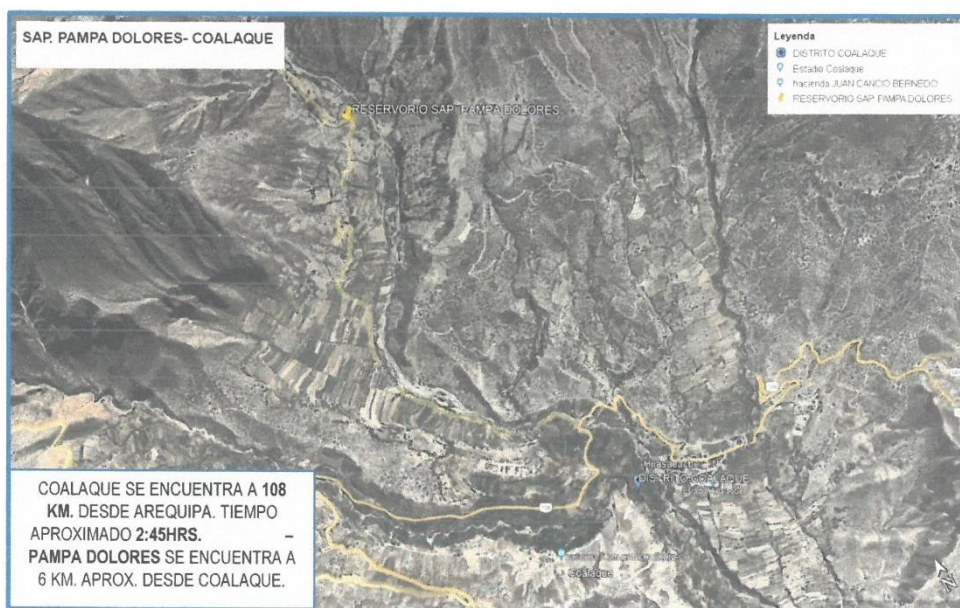 SAP. PAMPA DOLORES- COALAQUE
Leyenda
DISTRITO COALAQUE
Estadio Coalaque
hacienda JUAN CANCIO BERNEDO
RESERVORIO SAP. PAMPA DOLORES
RESERVORIO SAP. PAMPA DOLORES
DISTRITO COALAQUE
Coalaque
COALAQUE SE ENCUENTRA A 108
KM. DESDE AREQUIPA. TIEMPO
APROXIMADO 2:45HRS. –
PAMPA DOLORES SE ENCUENTRA A
6 KM. APROX. DESDE COALAQUE.
N